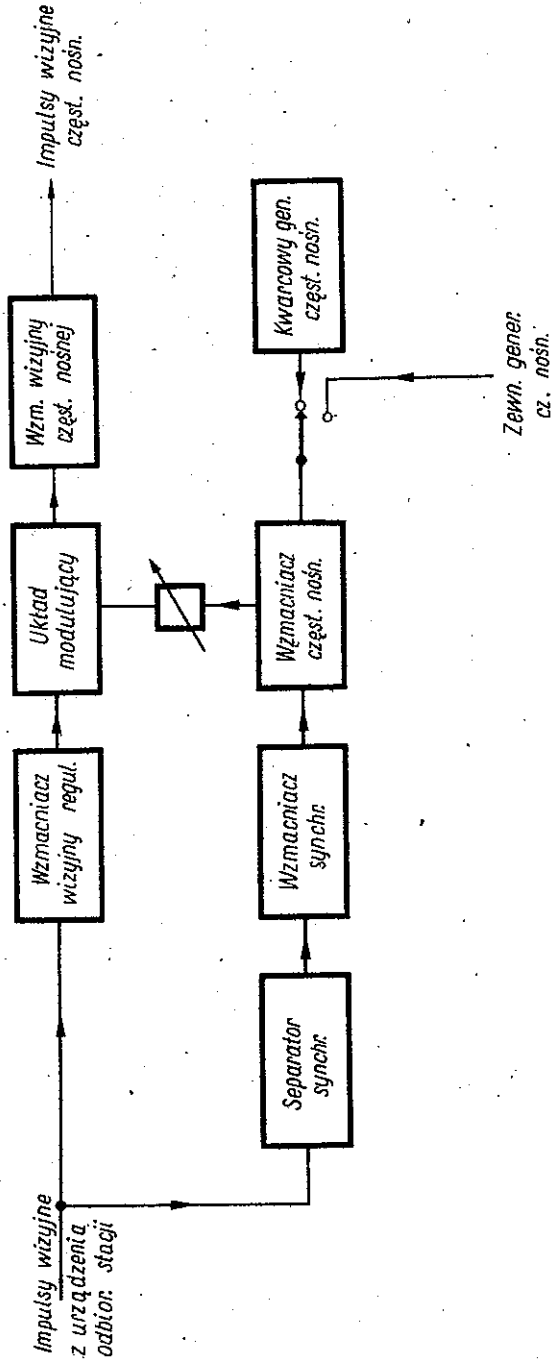 Impulsy wizyjne
z urządzenia
odbior. stacji
Wzmacniacz
wizyjny regul.
Układ
modulujący
Wzm. wizyjny
częst. nośnej
Impulsy wizyjne
częst. nośn.
Separator
synchr.
Wzmacniacz
synchr.
Wzmacniacz
częst. nośn.
Kwarcowy gen.
częst. nośn.
Zewn. gener.
cz. nośn.